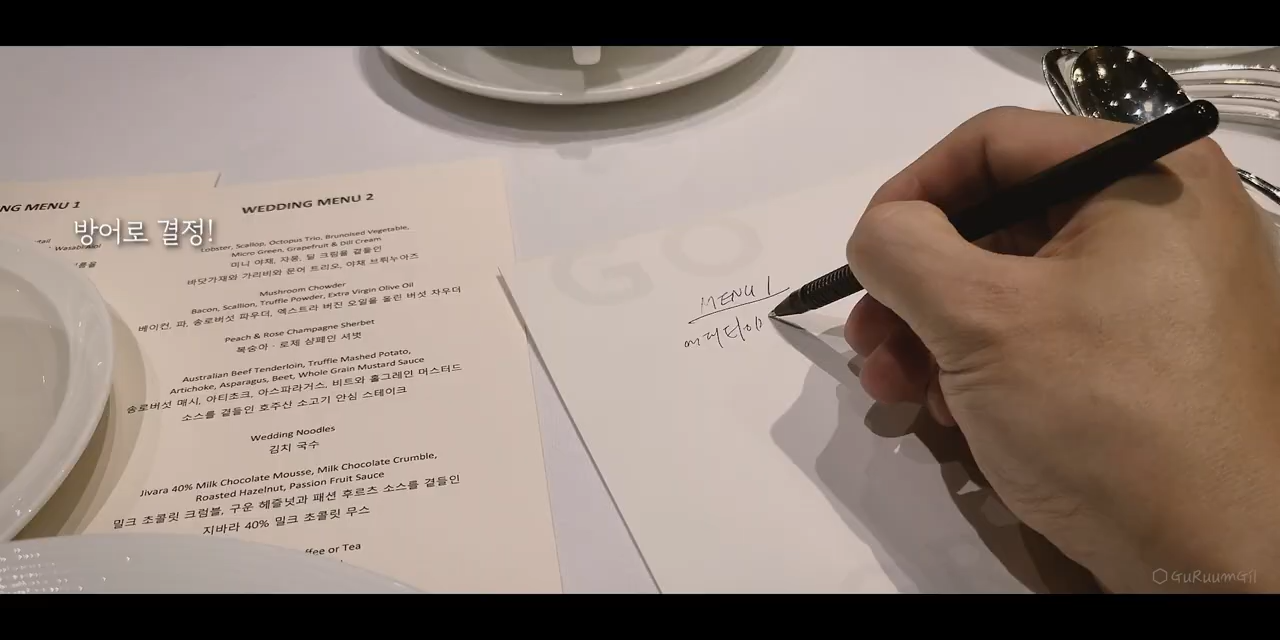 NG MENU 1
Wasabi Aioli
방어로 결정!
WEDDING MENU 2
Lobster, Scallop, Octopus Trio, Brunoised Vegetable,
Micro Green, Grapefruit & Dill Cream
미니 야채, 자몽, 딜 크림을 곁들인
바닷가재와 가리비와 문어 트리오, 야채 브뤼누아즈
Mushroom Chowder
Bacon, Scallion, Truffle Powder, Extra Virgin Olive Oil
베이컨, 파, 송로버섯 파우더, 엑스트라 버진 오일을 올린 버섯 차우더
Peach & Rose Champagne Sherbet
복숭아 · 로제 샴페인 셔벗
Australian Beef Tenderloin, Truffle Mashed Potato,
Artichoke, Asparagus, Beet, Whole Grain Mustard Sauce
송로버섯 매시, 아티초크, 아스파라거스, 비트와 홀그레인 머스터드
소스를 곁들인 호주산 소고기 안심 스테이크
Wedding Noodles
김치 국수
Jivara 40% Milk Chocolate Mousse, Milk Chocolate Crumble,
Roasted Hazelnut, Passion Fruit Sauce
밀크 초콜릿 크럼블, 구운 헤즐넛과 패션 후르츠 소스를 곁들인
지바라 40% 밀크 초콜릿 무스
ffee or Tea
MENU 1
GO
GuRuumGil